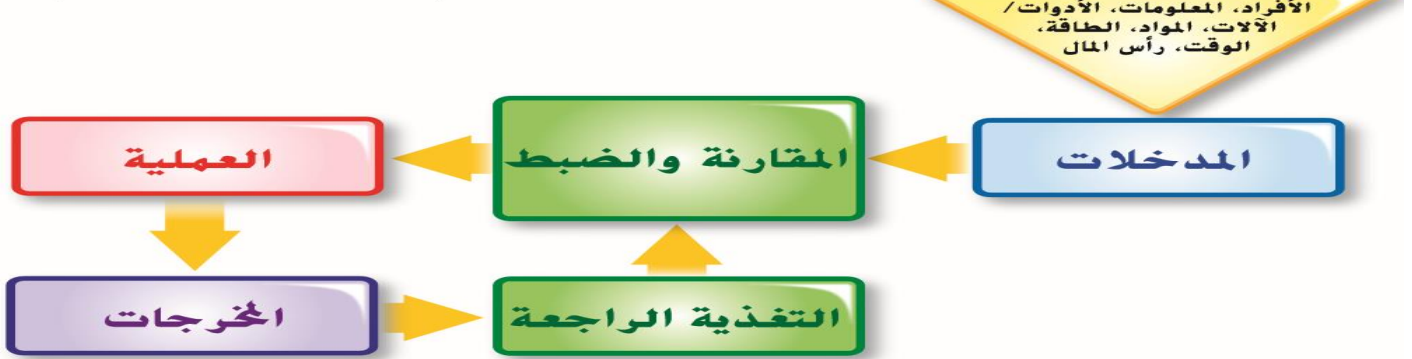 الأفراد، المعلومات، الأدوات/
الآلات، المواد، الطاقة،
الوقت، رأس المال
المدخلات
المقارنة والضبط
العملية
المخرجات
التغذية الراجعة